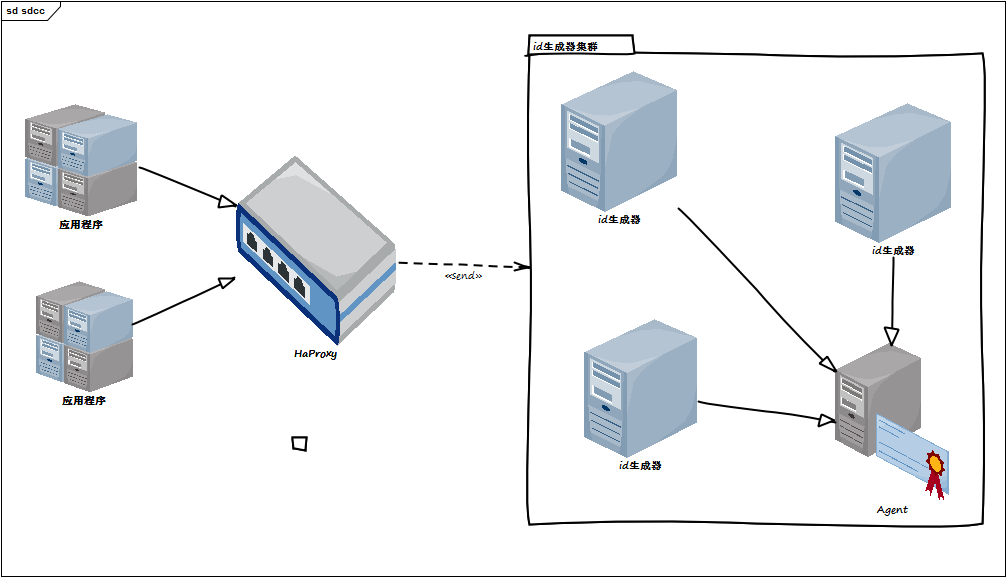 sd sdcc
id生成器集群
应用程序
id生成器
id生成器
«send»
HaProxy
应用程序
id生成器
Agent